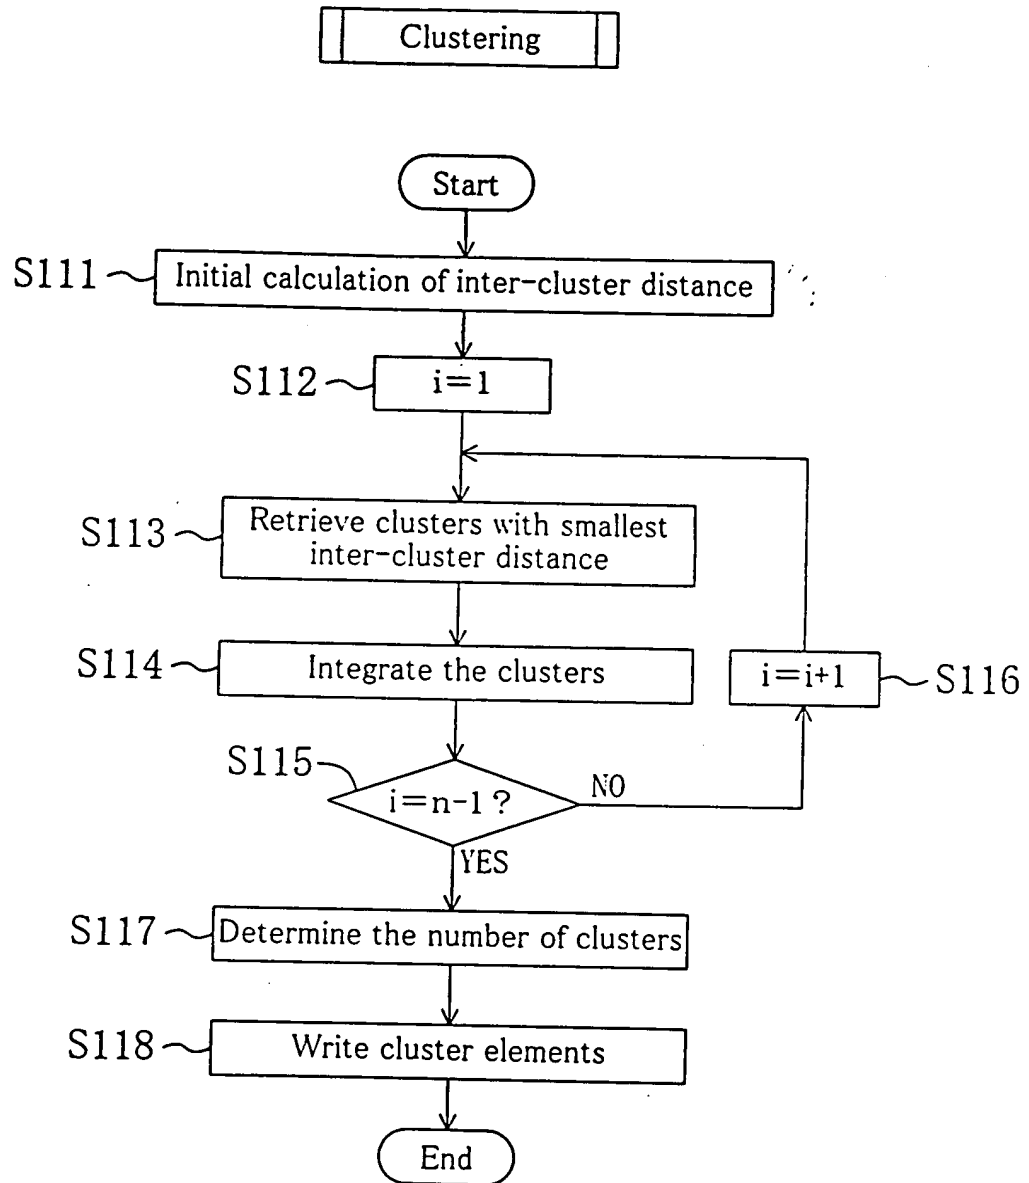 Clustering
Start
S111
Initial calculation of inter-cluster distance
S112
i=1
S113
Retrieve clusters with smallest
inter-cluster distance
S114
Integrate the clusters
i=i+1
S116
S115
i=n-1?
NO
YES
S117
Determine the number of clusters
S118
Write cluster elements
End